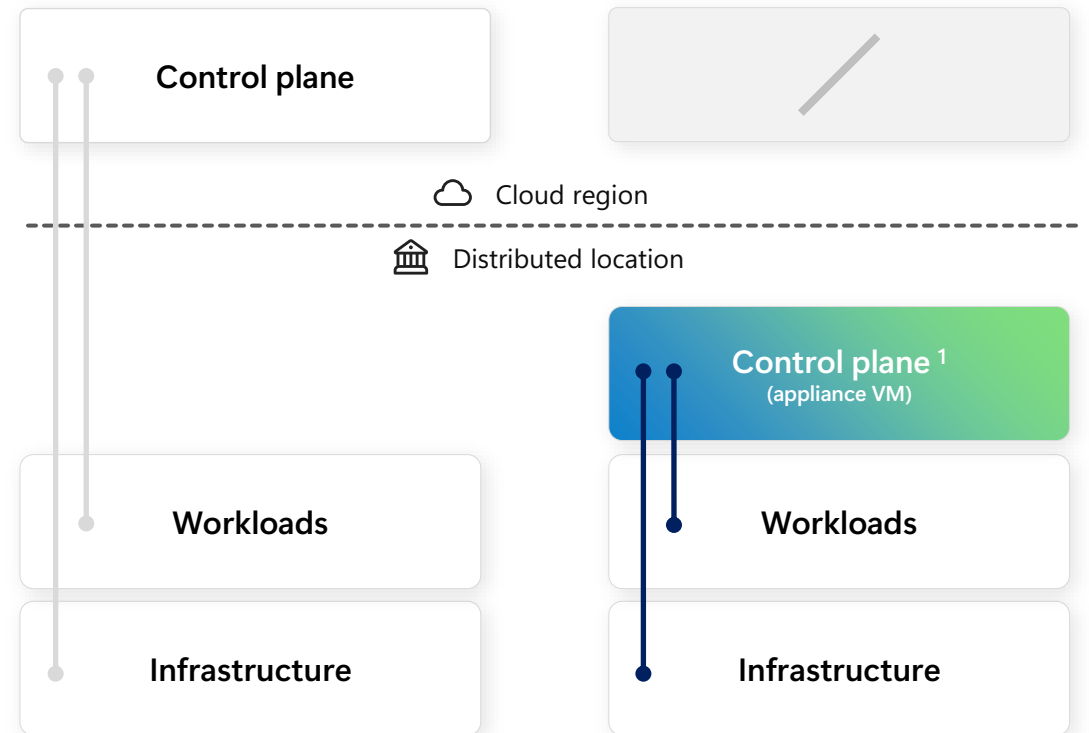 Control plane
Cloud region
Distributed location
Control plane 1
(appliance VM)
Workloads
Workloads
Infrastructure
Infrastructure